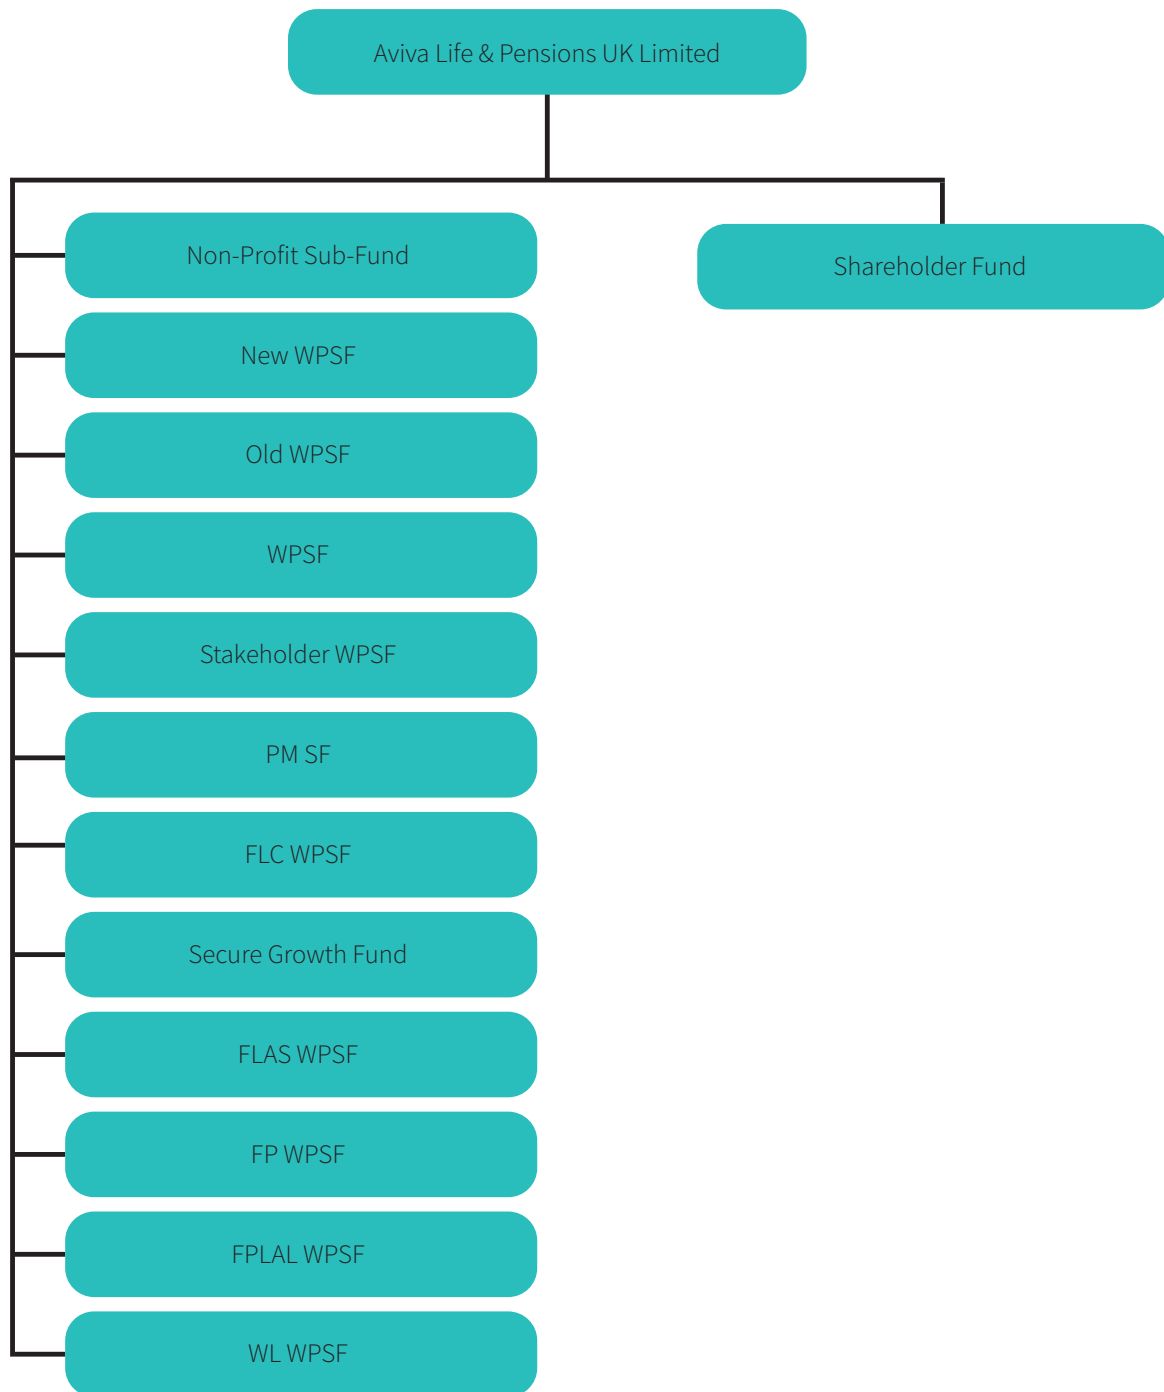 Aviva Life & Pensions UK Limited
Non-Profit Sub-Fund
Shareholder Fund
New WPSF
Old WPSF
WPSF
Stakeholder WPSF
PM SF
FLC WPSF
Secure Growth Fund
FLAS WPSF
FP WPSF
FPLAL WPSF
WL WPSF